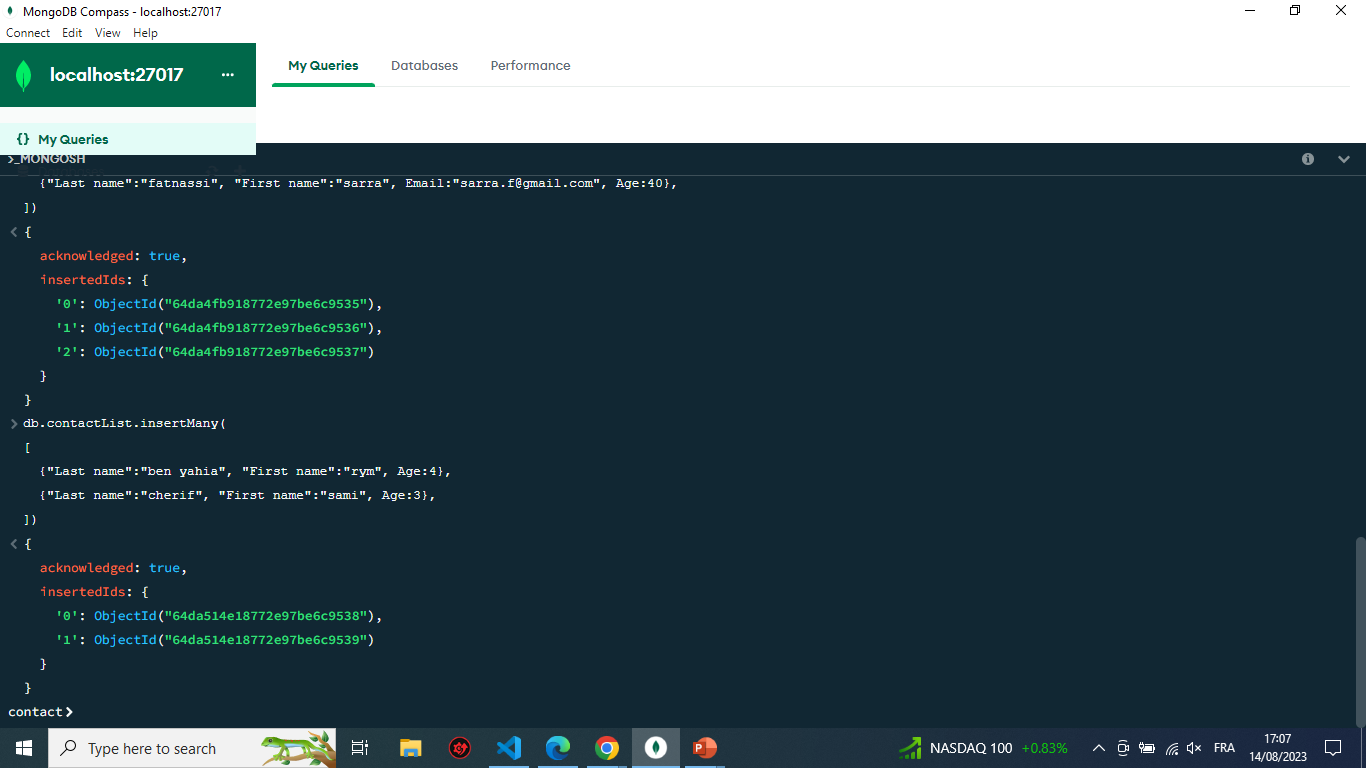 MongoDB Compass - localhost:27017
Connect Edit View Help
localhost:27017 ...
My Queries Databases Performance
{} My Queries
>_MONGOSH
{"Last name":"fatnassi", "First name":"sarra", Email:"sarra.f@gmail.com", Age:40},
])
< {
acknowledged: true,
insertedIds: {
'0': ObjectId("64da4fb918772e97be6c9535"),
'1': ObjectId("64da4fb918772e97be6c9536"),
'2': ObjectId("64da4fb918772e97be6c9537")
}
}
> db.contactList.insertMany(
[
{"Last name":"ben yahia", "First name":"rym", Age:4},
{"Last name":"cherif", "First name":"sami", Age:3},
])
< {
acknowledged: true,
insertedIds: {
'0': ObjectId("64da514e18772e97be6c9538"),
'1': ObjectId("64da514e18772e97be6c9539")
}
}
contact>
Type here to search
NASDAQ 100 +0.83%
FRA
17:07
14/08/2023